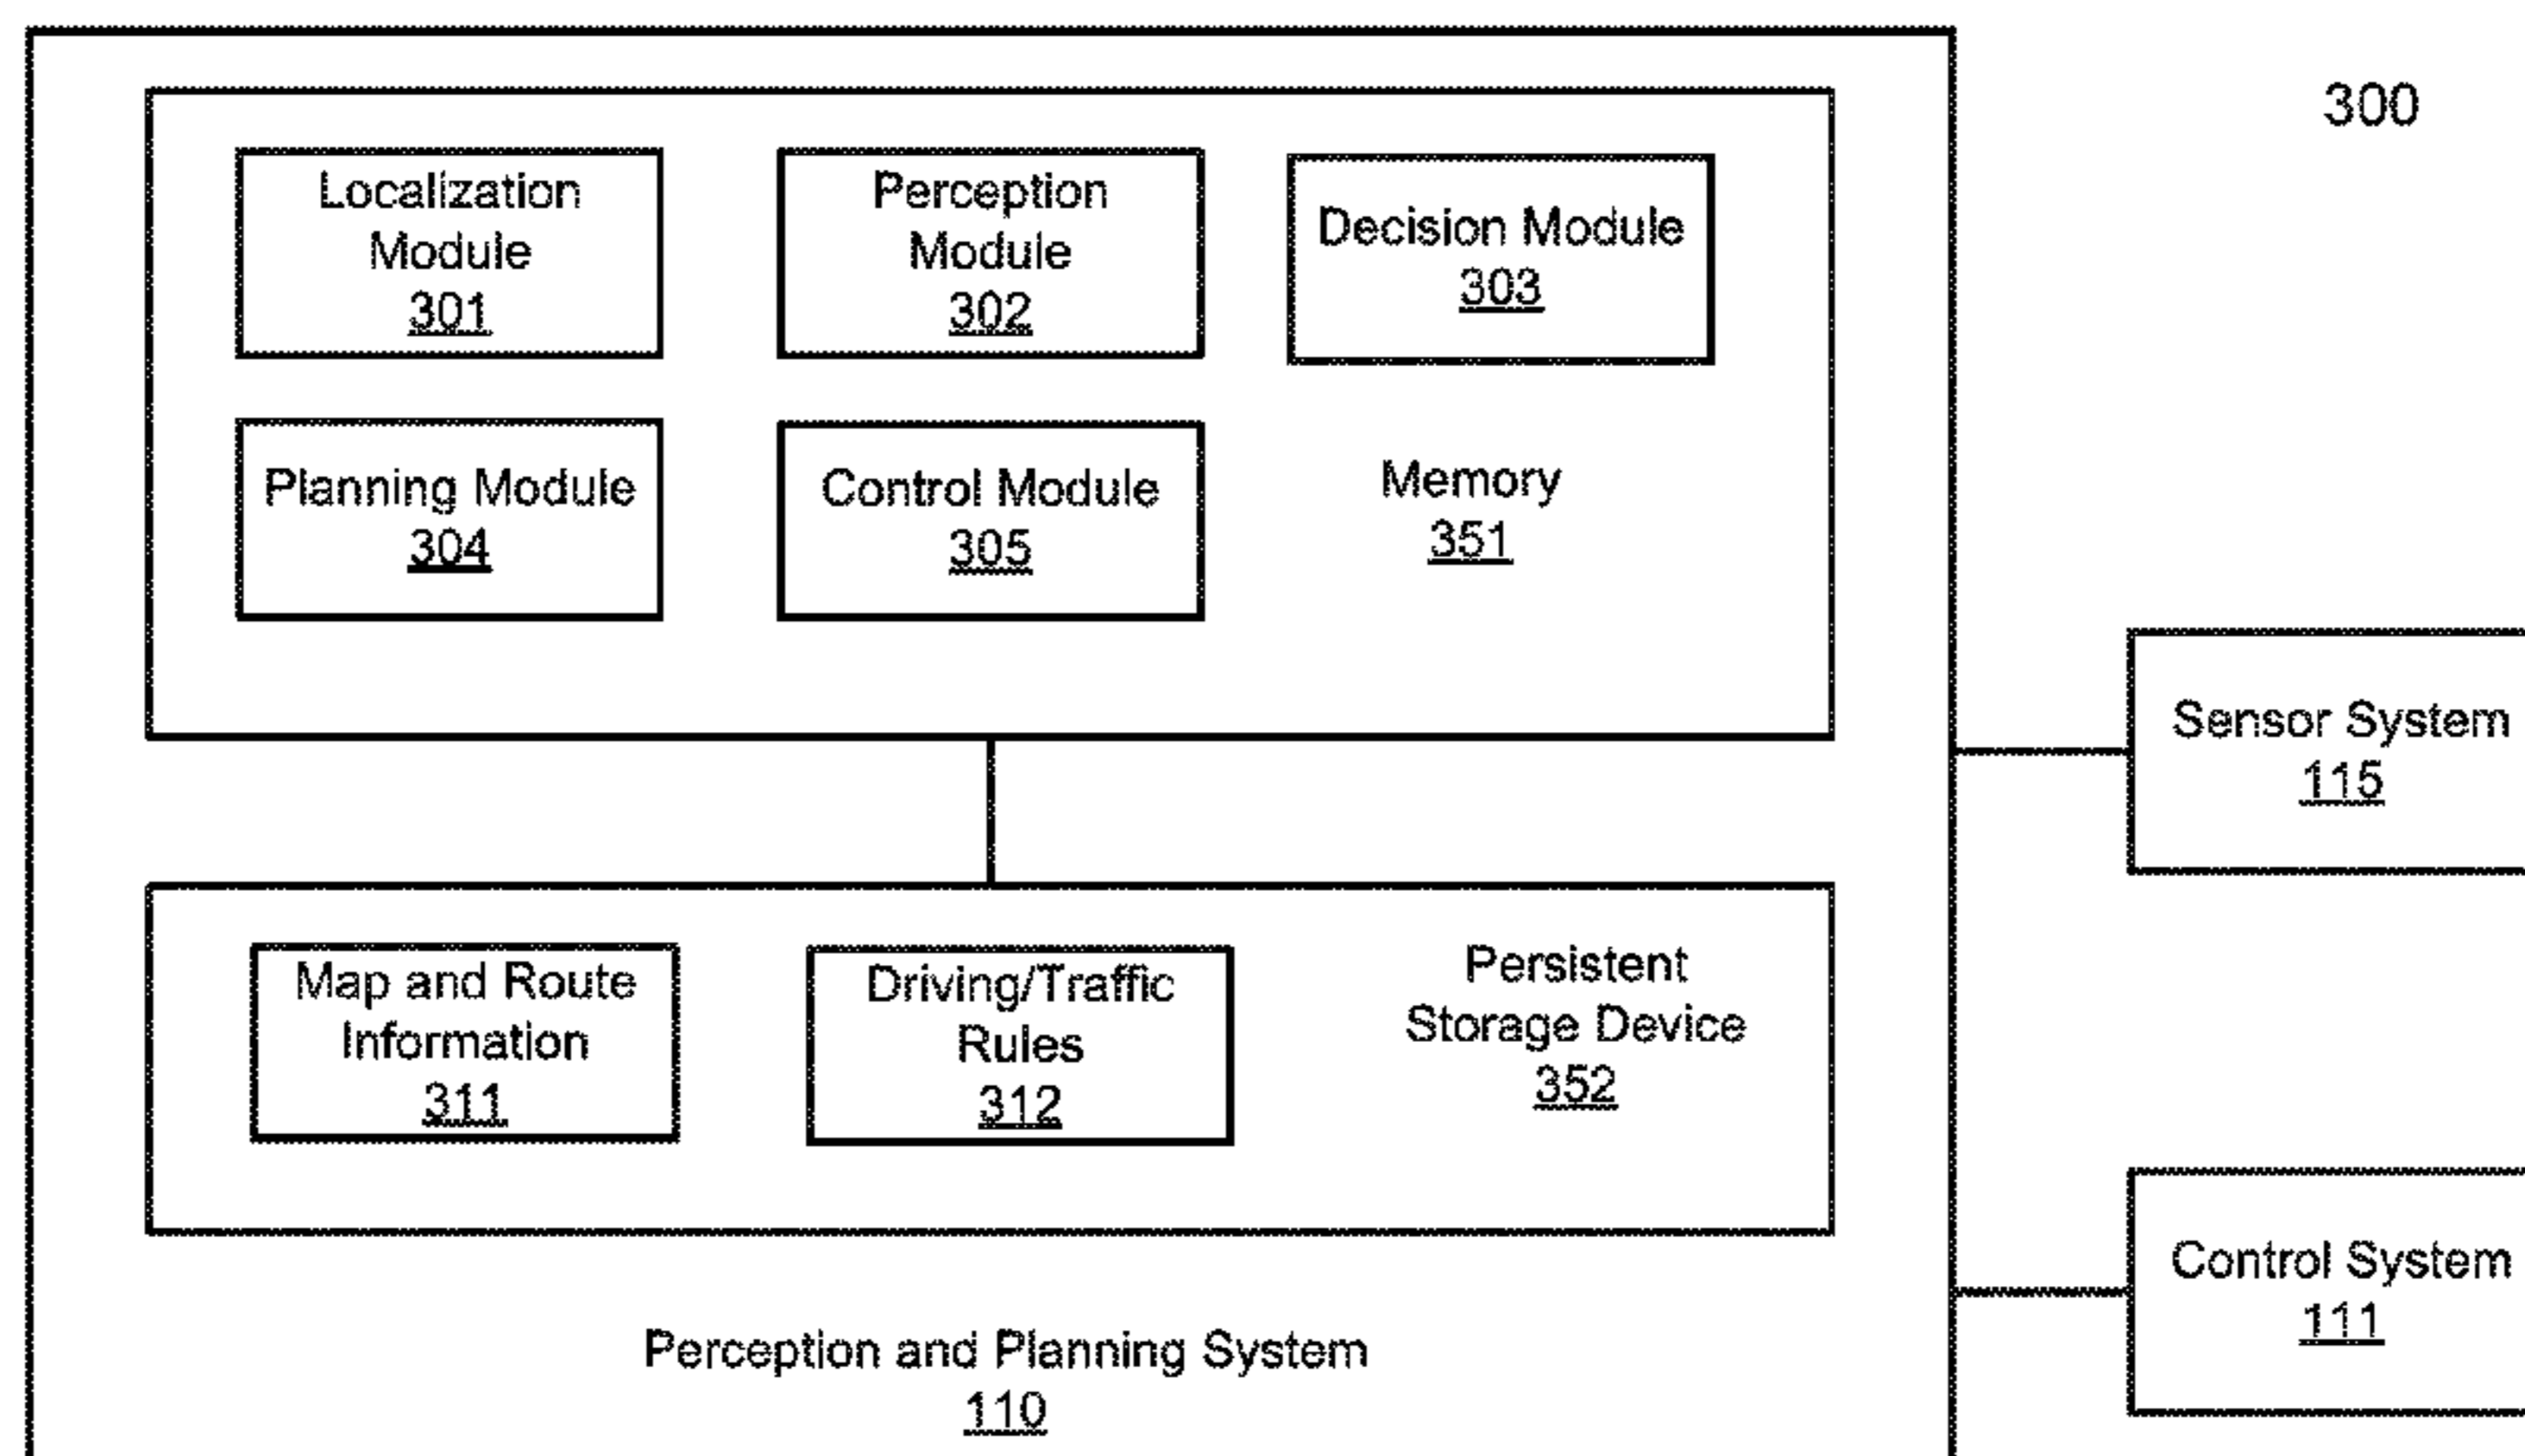 300
Localization
Module
301
Perception
Module
302
Decision Module
303
Planning Module
304
Control Module
305
Memory
351
Sensor System
115
Map and Route
Information
311
Driving/Traffic
Rules
312
Persistent
Storage Device
352
Control System
111
Perception and Planning System
110